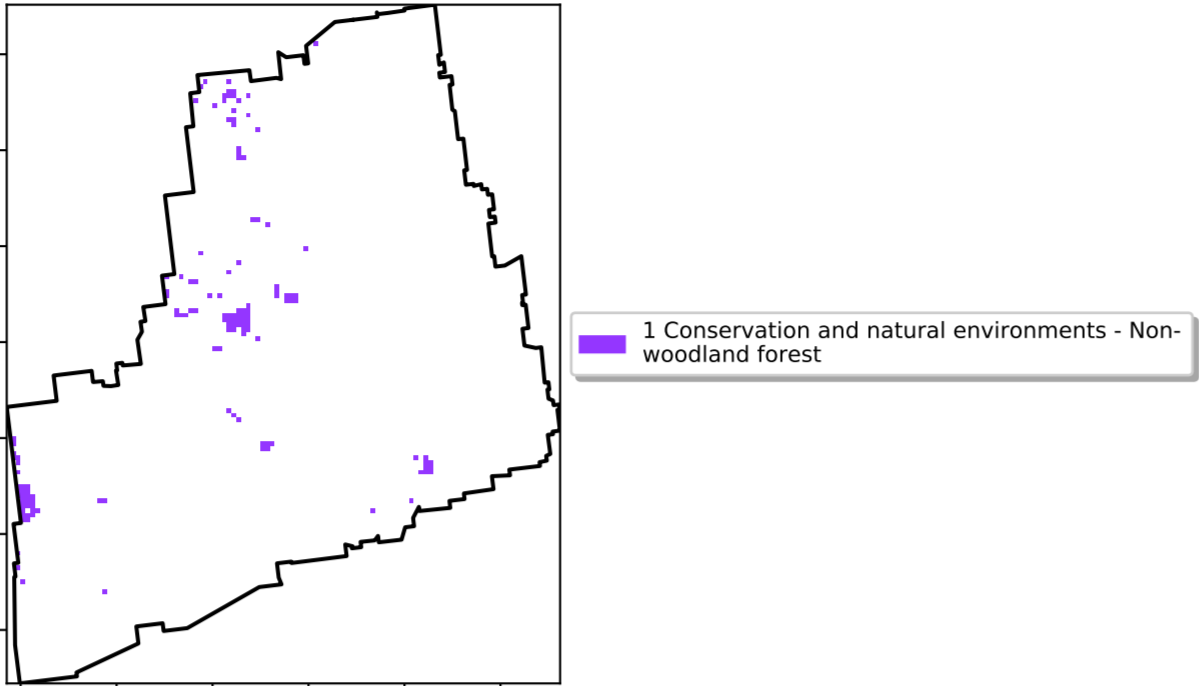 1 Conservation and natural environments - Non-
woodland forest